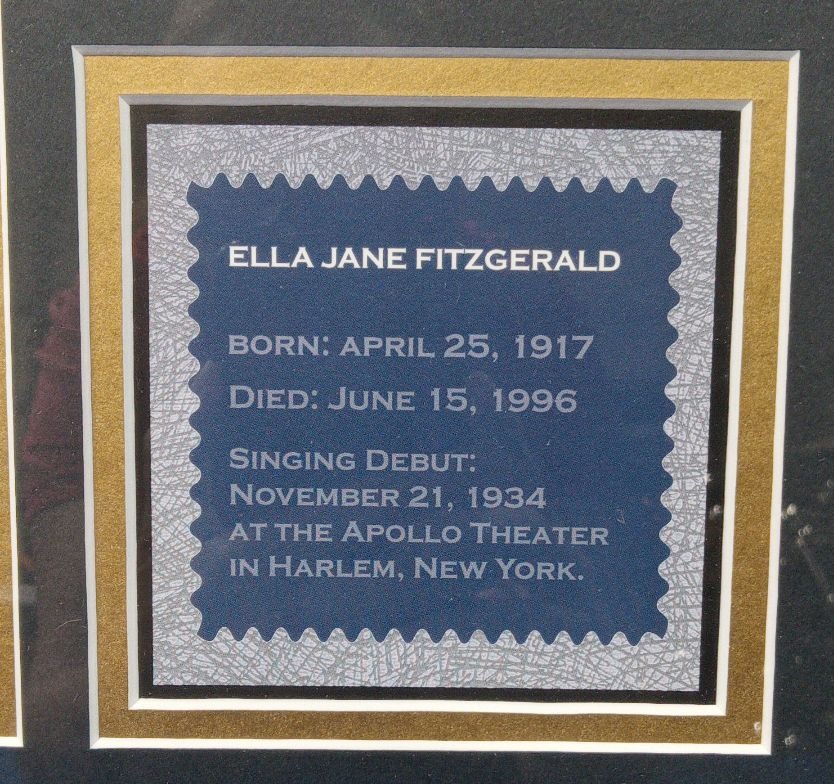 ELLA JANE FITZGERALD
BORN: APRIL 25, 1917
DIED: JUNE 15, 1996
SINGING DEBUT:
NOVEMBER 21, 1934
AT THE APOLLO THEATER
IN HARLEM, NEW YORK.